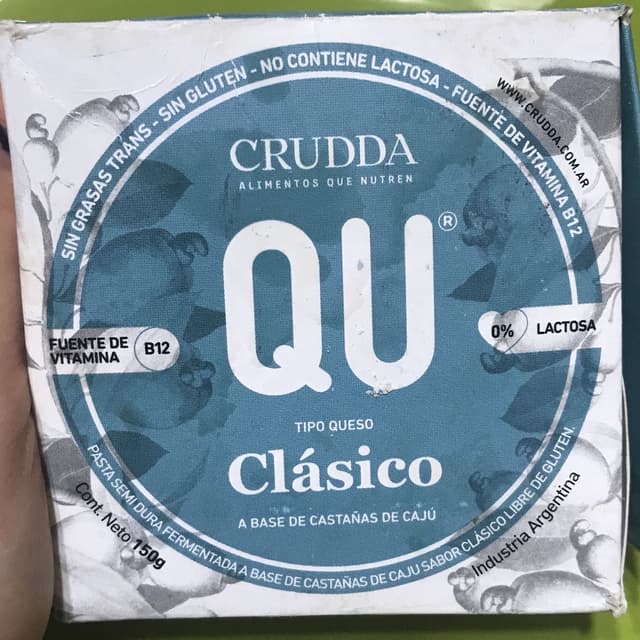 SIN GRASAS TRANS - SIN GLUTEN - NO CONTIENE LACTOSA - FUENTE DE VITAMINA B12
WWW.CRUDDA.COM.AR
CRUDDA
ALIMENTOS QUE NUTREN
QU®
FUENTE DE
VITAMINA
B12
0% LACTOSA
TIPO QUESO
Clásico
A BASE DE CASTAÑAS DE CAJÚ
PASTA SEMI DURA FERMENTADA A BASE DE CASTAÑAS DE CAJU SABOR CLÁSICO LIBRE DE GLUTEN.
Cont. Neto 150g
Industria Argentina